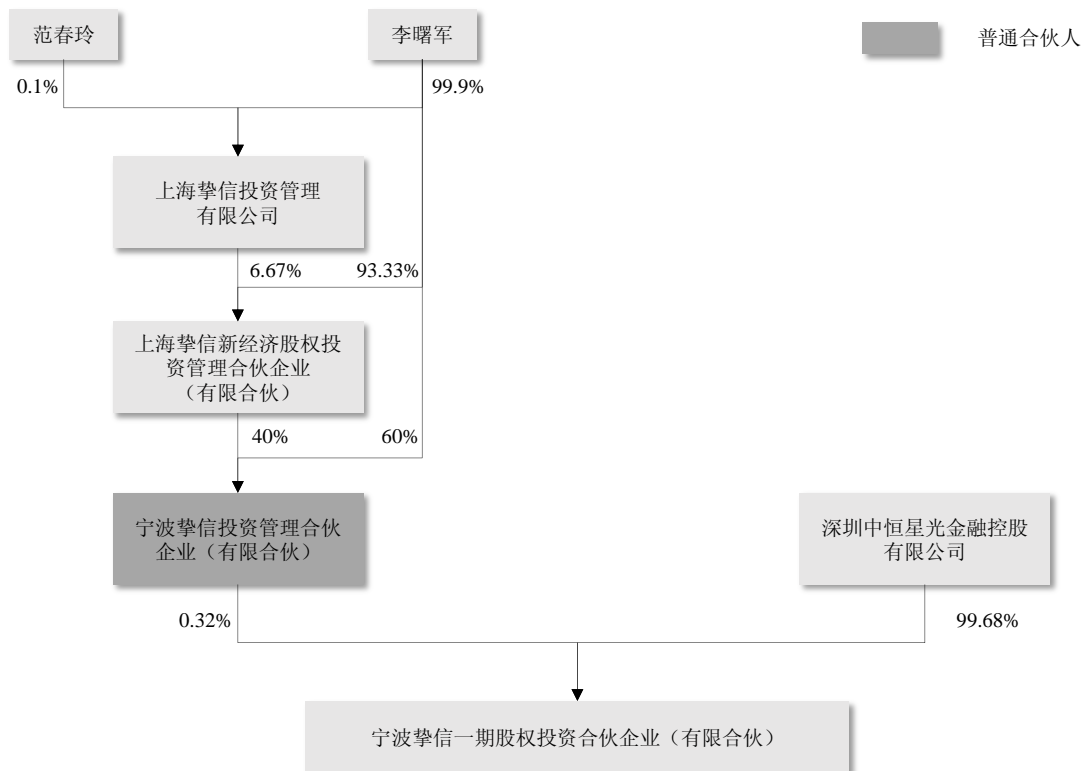 范春玲
李曙军
普通合伙人
0.1%
99.9%
上海挚信投资管理
有限公司
6.67%
93.33%
上海挚信新经济股权投
资管理合伙企业
（有限合伙）
40%
60%
宁波挚信投资管理合伙
企业（有限合伙）
深圳中恒星光金融控股
有限公司
0.32%
99.68%
宁波挚信一期股权投资合伙企业（有限合伙）